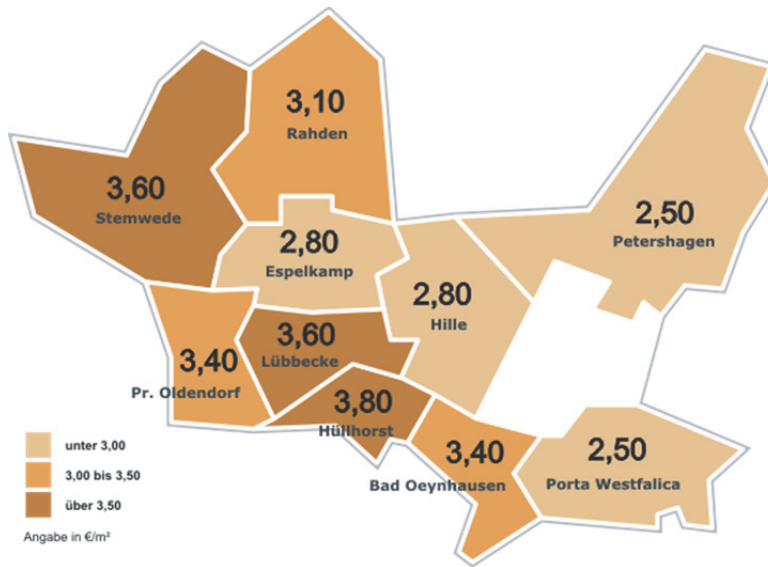 3,10
Rahden
3,60
Stemwede
2,50
Petershagen
2,80
Espelkamp
2,80
Hille
3,60
Lübbecke
3,40
Pr. Oldendorf
3,80
Hüllhorst
3,40
Bad Oeynhausen
2,50
Porta Westfalica
unter 3,00
3,00 bis 3,50
über 3,50
Angabe in €/m²